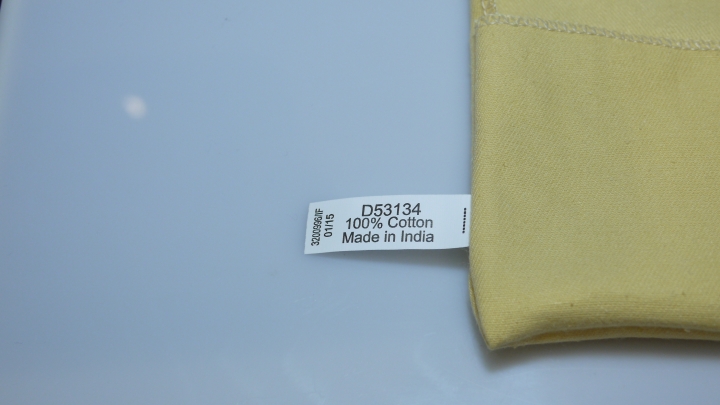 3200996/IF
01/15
D53134
100% Cotton
Made in India